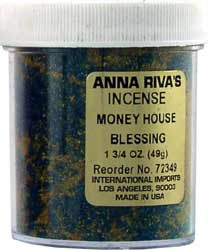 ANNA RIVA'S
INCENSE
MONEY HOUSE
BLESSING
1 3/4 OZ. (49g)
Reorder No. 72349
INTERNATIONAL IMPORTS
LOS ANGELES, 90003
MADE IN USA